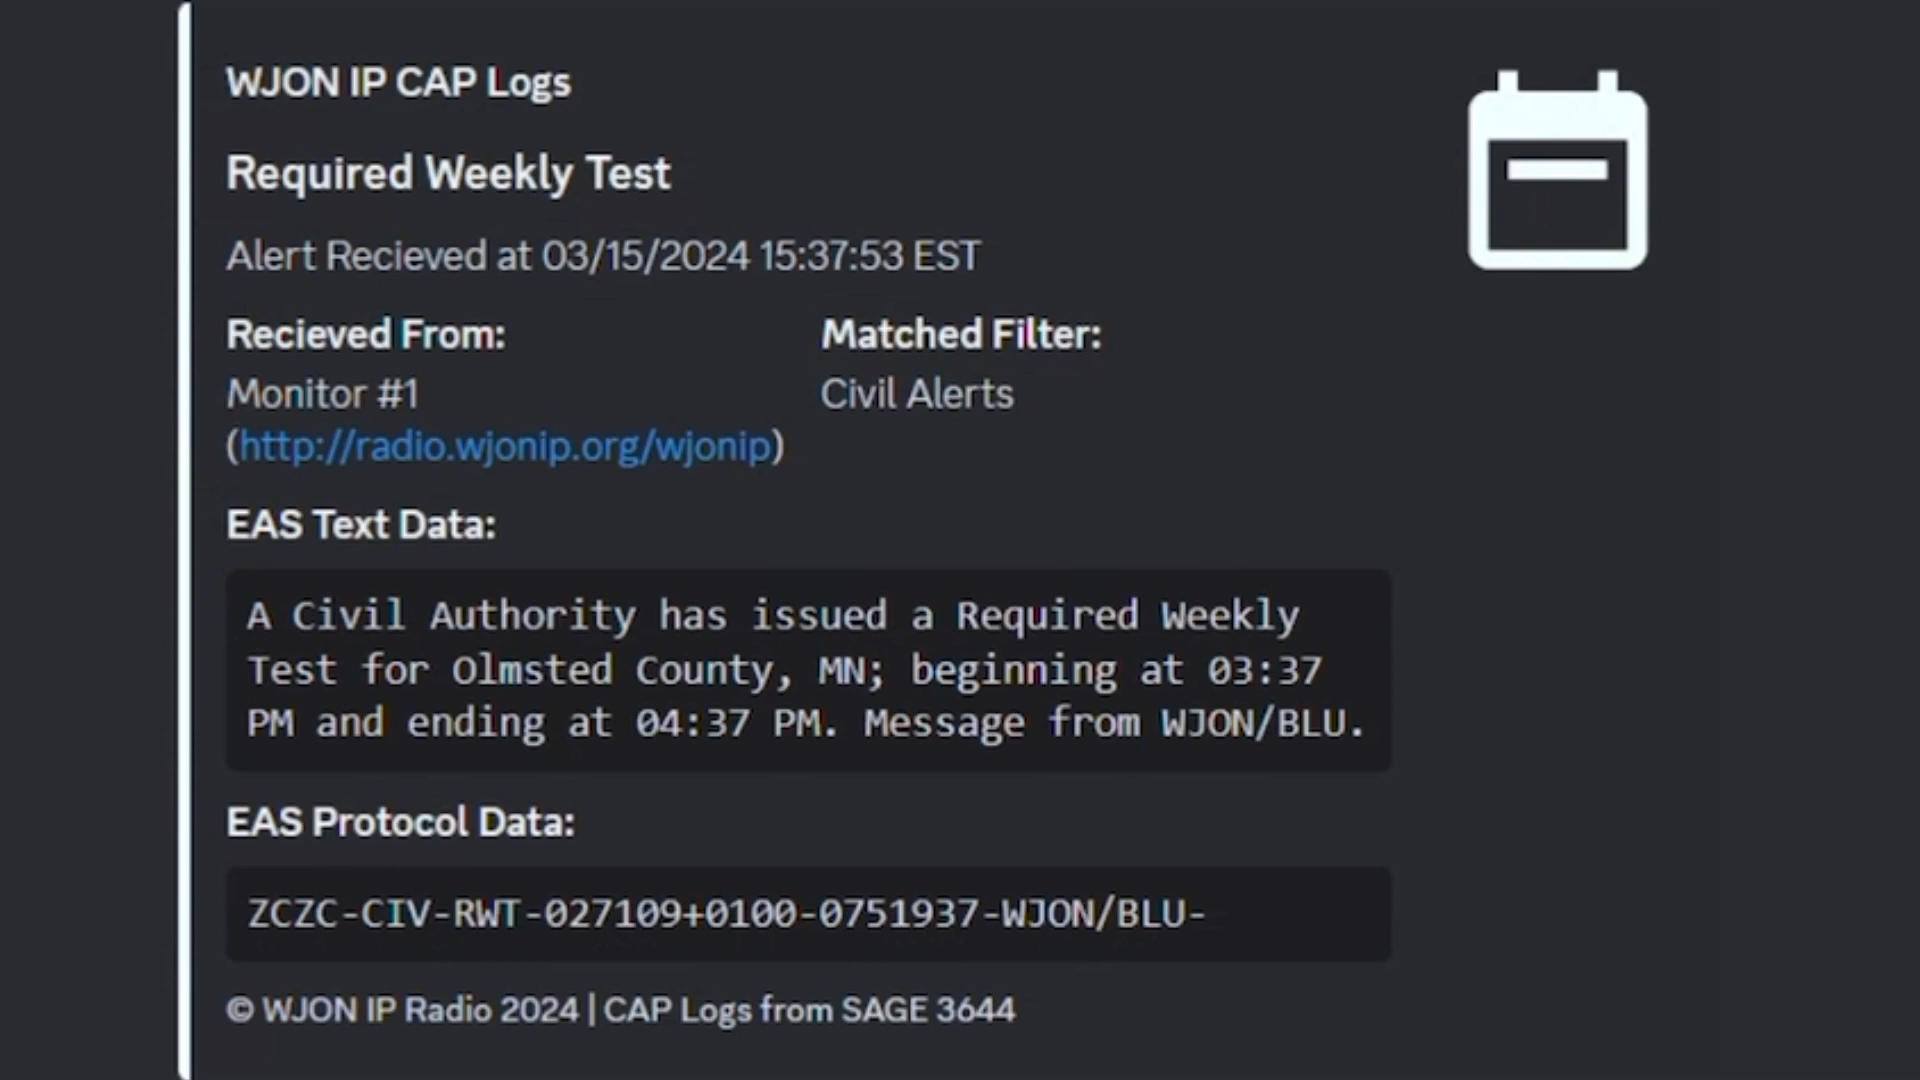 WJON IP CAP Logs
Required Weekly Test
Alert Recieved at 03/15/2024 15:37:53 EST
Recieved From:
Monitor #1
(http://radio.wjonip.org/wjonip)
Matched Filter:
Civil Alerts
EAS Text Data:
A Civil Authority has issued a Required Weekly
Test for Olmsted County, MN; beginning at 03:37
PM and ending at 04:37 PM. Message from WJON/BLU.
EAS Protocol Data:
ZCZC-CIV-RWT-027109+0100-0751937-WJON/BLU-
© WJON IP Radio 2024 | CAP Logs from SAGE 3644